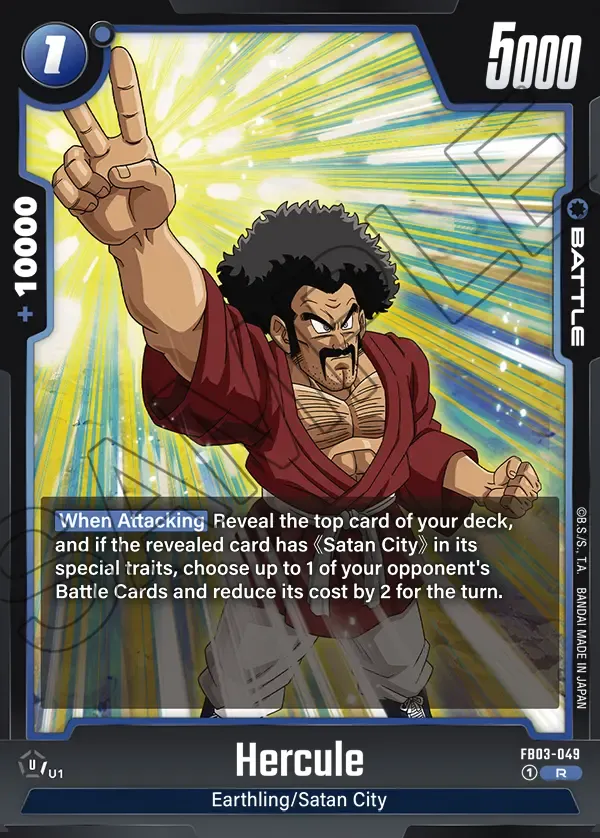 1
5000
+ 10000
BATTLE
When Attacking Reveal the top card of your deck,
and if the revealed card has《Satan City》in its
special traits, choose up to 1 of your opponent's
Battle Cards and reduce its cost by 2 for the turn.
SAMPLE
©B.S./S., T.A. BANDAI MADE IN JAPAN
U/U1
Hercule
FB03-049
1 R
Earthling/Satan City